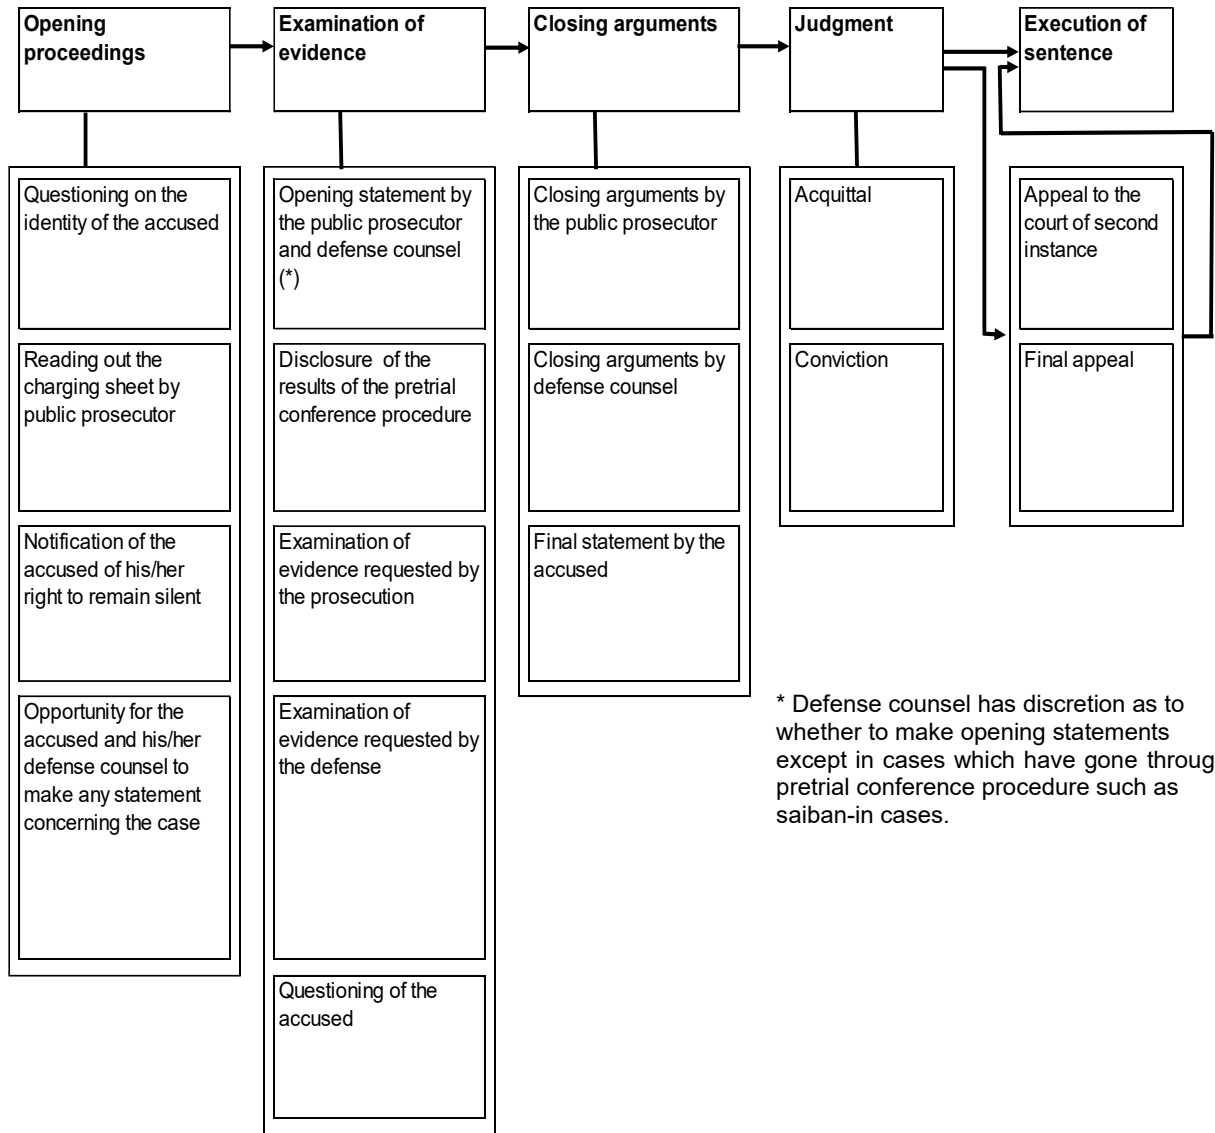 Opening
proceedings
Examination of
evidence
Closing arguments
Judgment
Execution of
sentence
Questioning on the
identity of the accused
Reading out the
charging sheet by
public prosecutor
Notification of the
accused of his/her
right to remain silent
Opportunity for the
accused and his/her
defense counsel to
make any statement
concerning the case
Opening statement by
the public prosecutor
and defense counsel
(*)
Disclosure of the
results of the pretrial
conference procedure
Examination of
evidence requested by
the prosecution
Examination of
evidence requested by
the defense
Questioning of the
accused
Closing arguments by
the public prosecutor
Closing arguments by
defense counsel
Final statement by the
accused
Acquittal
Conviction
Appeal to the
court of second
instance
Final appeal
* Defense counsel has discretion as to
whether to make opening statements
except in cases which have gone throug
pretrial conference procedure such as
saiban-in cases.